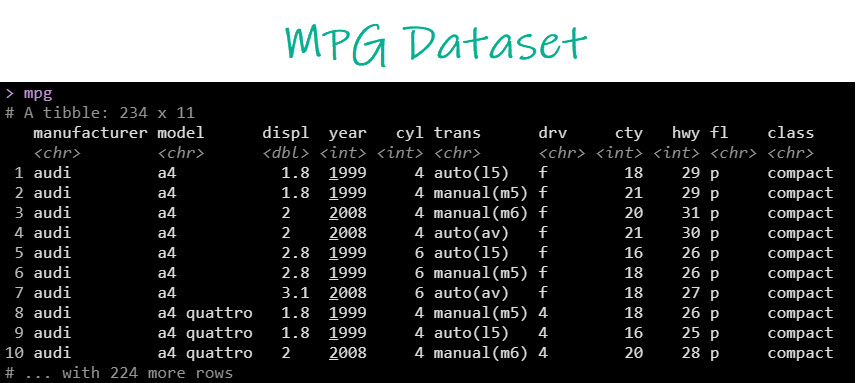 MPG Dataset
> mpg
# A tibble: 234 x 11
manufacturer model displ year cyl trans drv cty hwy fl class
<chr> <chr> <dbl> <int> <int> <chr> <chr> <int> <int> <chr> <chr>
1 audi a4 1.8 1999 4 auto(l5) f 18 29 p compact
2 audi a4 1.8 1999 4 manual(m5) f 21 29 p compact
3 audi a4 2 2008 4 manual(m6) f 20 31 p compact
4 audi a4 2 2008 4 auto(av) f 21 30 p compact
5 audi a4 2.8 1999 6 auto(l5) f 16 26 p compact
6 audi a4 2.8 1999 6 manual(m5) f 18 26 p compact
7 audi a4 3.1 2008 6 auto(av) f 18 27 p compact
8 audi a4 quattro 1.8 1999 4 manual(m5) 4 18 26 p compact
9 audi a4 quattro 1.8 1999 4 auto(l5) 4 16 25 p compact
10 audi a4 quattro 2 2008 4 manual(m6) 4 20 28 p compact
# ... with 224 more rows